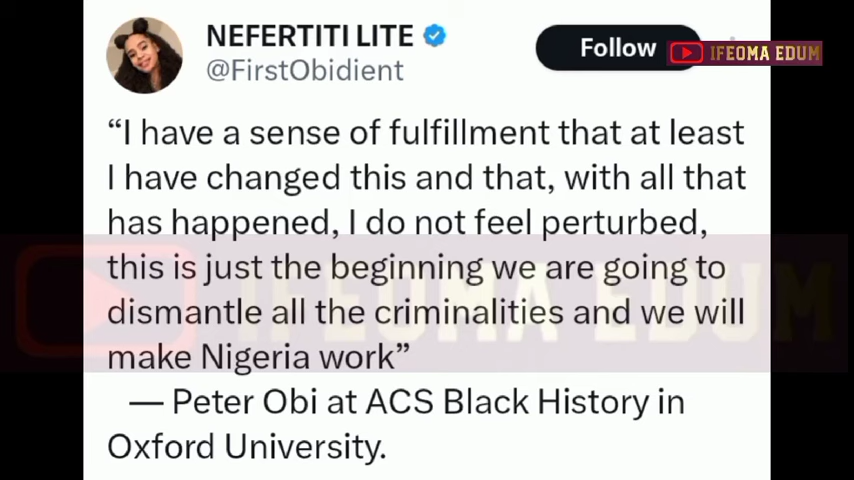 NEFERTITI LITE
@FirstObidient
Follow
IFEOMA EDUM
“I have a sense of fulfillment that at least
I have changed this and that, with all that
has happened, I do not feel perturbed,
this is just the beginning we are going to
dismantle all the criminalities and we will
make Nigeria work”
— Peter Obi at ACS Black History in
Oxford University.
IFEOMA EDUM